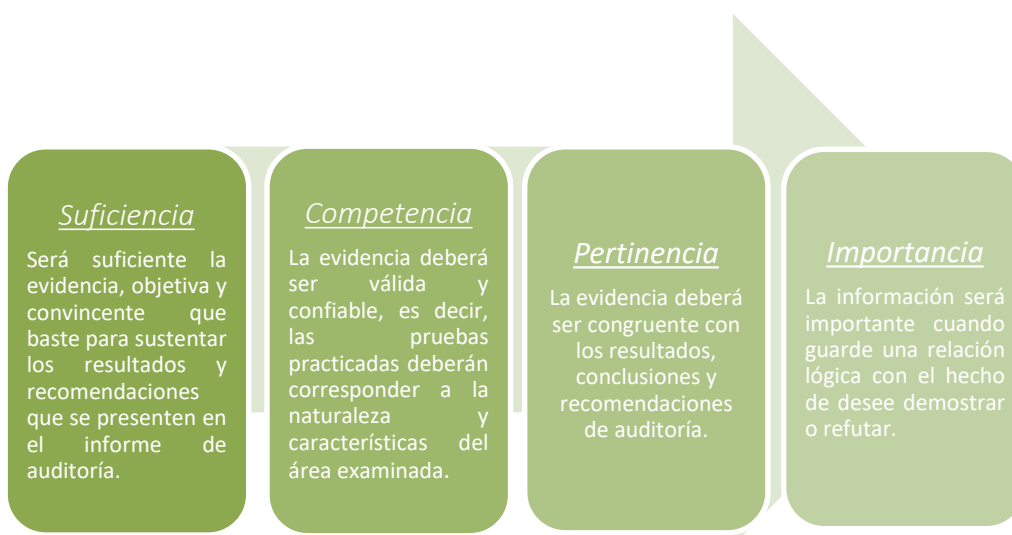 Suficiencia
Será suficiente la
evidencia, objetiva y
convincente que
baste para sustentar
los resultados y
recomendaciones
que se presenten en
el informe de
auditoría.
Competencia
La evidencia deberá
ser válida y
confiable, es decir,
las pruebas
practicadas deberán
corresponder a la
naturaleza y
características del
área examinada.
Pertinencia
La evidencia deberá
ser congruente con
los resultados,
conclusiones y
recomendaciones
de auditoría.
Importancia
La información será
importante cuando
guarde una relación
lógica con el hecho
de desee demostrar
o refutar.